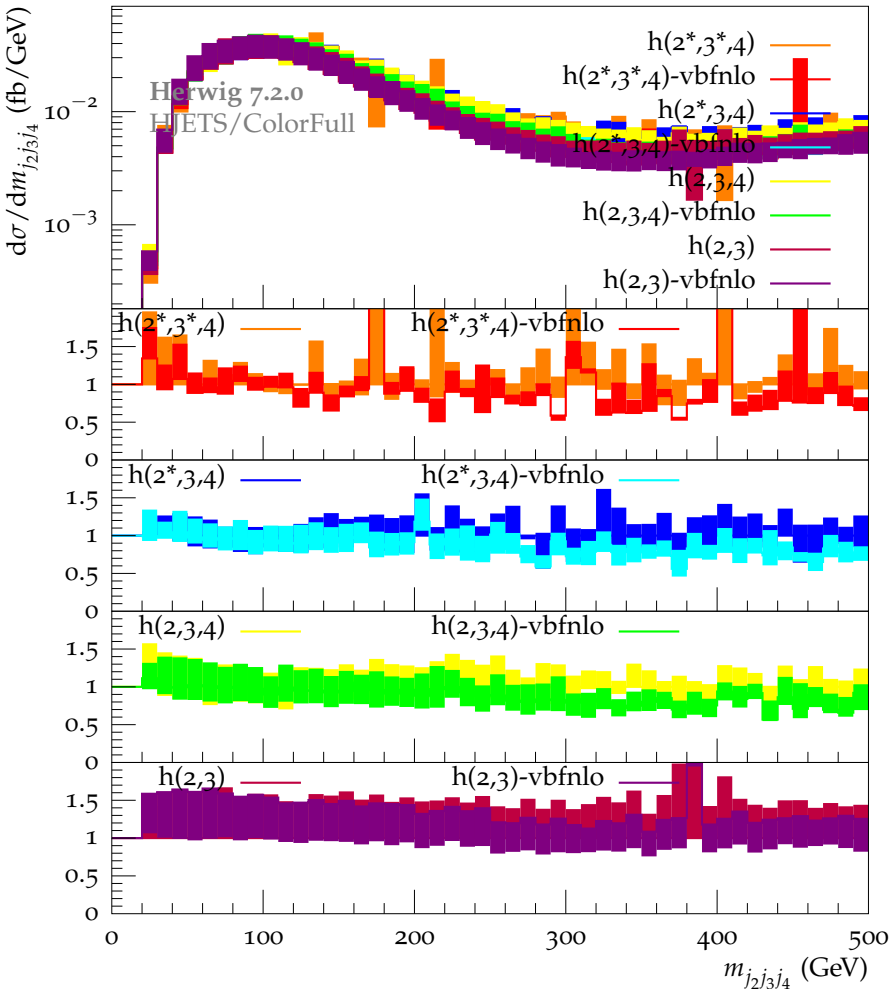 h(2*,3*,4)
h(2*,3*,4)-vbfnlo
h(2*,3,4)
h(2*,3,4)-vbfnlo
h(2,3,4)
h(2,3,4)-vbfnlo
h(2,3)
h(2,3)-vbfnlo
Herwig 7.2.0
HJETS/ColorFull
10^{-2}
10^{-3}
dσ/dm_{j_2j_3j_4} (fb/GeV)
h(2*,3*,4) h(2*,3*,4)-vbfnlo
1.5
1
0.5
0
h(2*,3,4) h(2*,3,4)-vbfnlo
1.5
1
0.5
0
h(2,3,4) h(2,3,4)-vbfnlo
1.5
1
0.5
0
h(2,3) h(2,3)-vbfnlo
1.5
1
0.5
0
0 100 200 300 400 500
m_{j_2j_3j_4} (GeV)